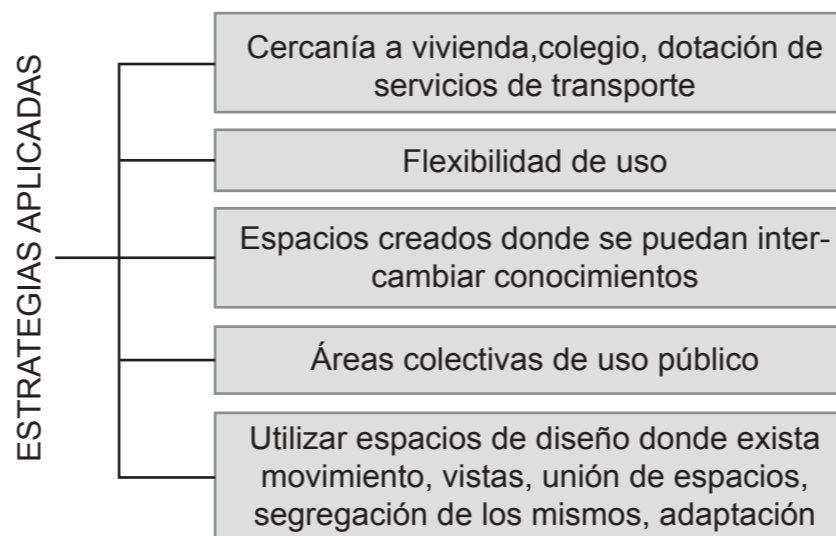 ESTRATEGIAS APLICADAS
Cercanía a vivienda,colegio, dotación de
servicios de transporte
Flexibilidad de uso
Espacios creados donde se puedan inter-
cambiar conocimientos
Áreas colectivas de uso público
Utilizar espacios de diseño donde exista
movimiento, vistas, unión de espacios,
segregación de los mismos, adaptación